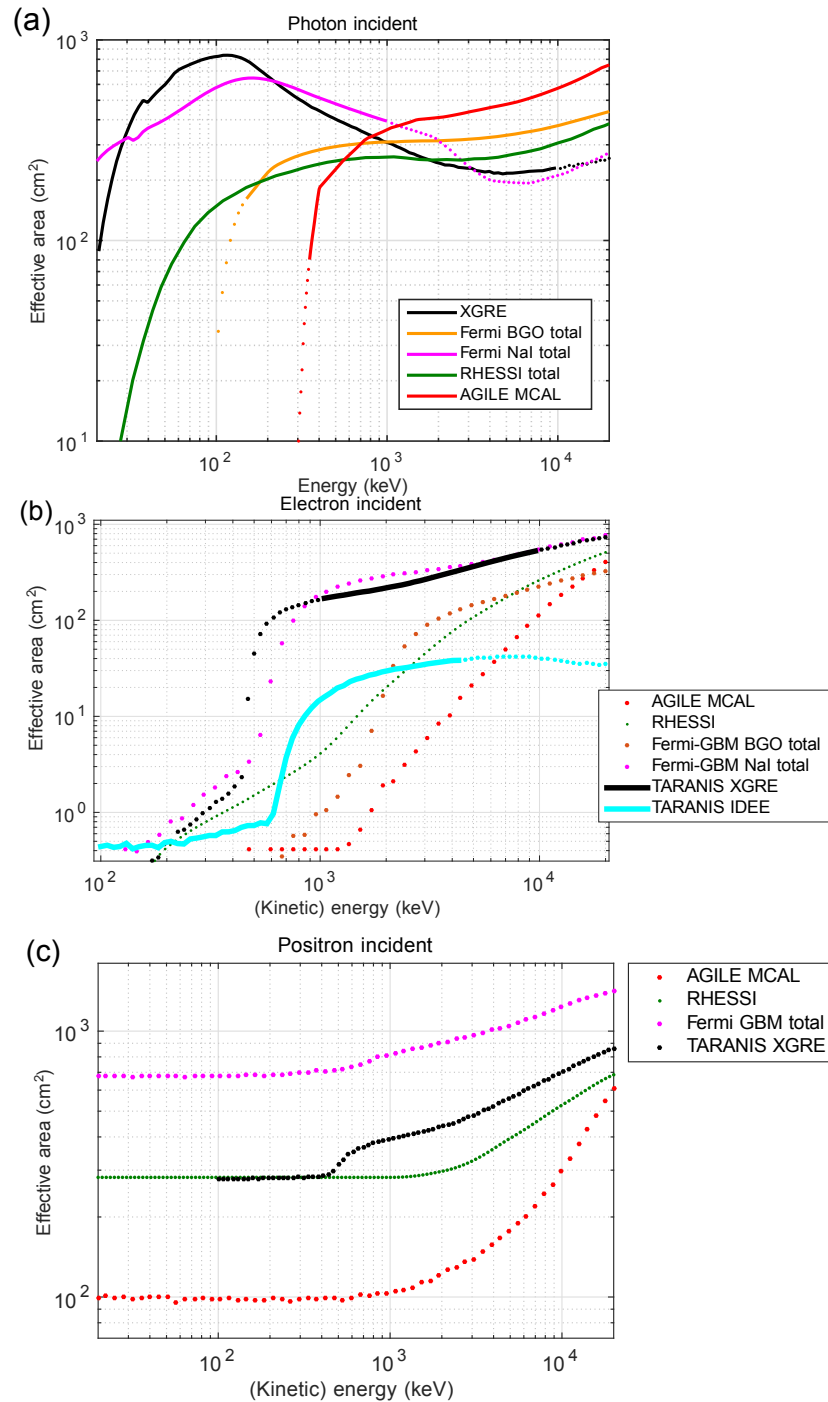 (a)
Photon incident
Effective area (cm²)
10³
10²
10¹
10²
10³
10⁴
Energy (keV)
XGRE
Fermi BGO total
Fermi NaI total
RHESSI total
AGILE MCAL
(b)
Electron incident
Effective area (cm²)
10³
10²
10¹
10⁰
10²
10³
10⁴
(Kinetic) energy (keV)
AGILE MCAL
RHESSI
Fermi-GBM BGO total
Fermi-GBM NaI total
TARANIS XGRE
TARANIS IDEE
(c)
Positron incident
Effective area (cm²)
10³
10²
10²
10³
10⁴
(Kinetic) energy (keV)
AGILE MCAL
RHESSI
Fermi GBM total
TARANIS XGRE